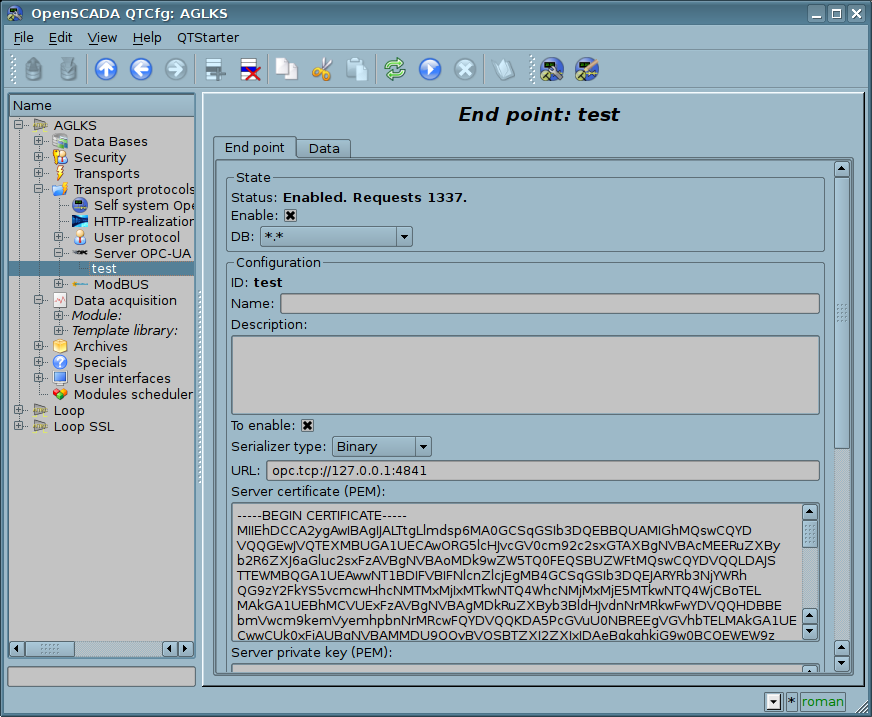 OpenSCADA QTCfg: AGLKS
File Edit View Help QTStarter
Name
AGLKS
Data Bases
Security
Transports
Transport protocols
Self system Ope
HTTP-realization
User protocol
Server OPC-UA
test
ModBUS
Data acquisition
Module:
Template library:
Archives
Specials
User interfaces
Modules scheduler
Loop
Loop SSL
End point: test
End point Data
State
Status: Enabled. Requests 1337.
Enable:
DB: *.*
Configuration
ID: test
Name:
Description:
To enable:
Serializer type: Binary
URL: opc.tcp://127.0.0.1:4841
Server certificate (PEM):
-----BEGIN CERTIFICATE-----
MIIEhDCCA2ygAwIBAgIJALTtgLlmdsp6MA0GCSqGSIb3DQEBBQUAMIGhMQswCQYD
VQQGEwJVQTEXMBUGA1UECAwORG5lcHJvcGV0cm92c2sxGTAXBgNVBAcMEERuZXBy
b2R6ZXJ6aGluc2sxFzAVBgNVBAoMDk9wZW5TQ0FEQSBUZWFtMQswCQYDVQQLDAJS
TTEWMBQGA1UEAwwNT1BDIFVBIFNlcnZlcjEgMB4GCSqGSIb3DQEJARYRb3NjYWRh
QG9zY2FkYS5vcmcwHhcNMTMxMjIxMTkwNTQ4WhcNMjMxMjE5MTkwNTQ4WjCBoTEL
MAkGA1UEBhMCVUExFzAVBgNVBAgMDkRuZXByb3BldHJvdnNrMRkwFwYDVQQHDBBE
bmVwcm9kemVyemhpbnNrMRcwFQYDVQQKDA5PcGVuU0NBREEgVGVhbTELMAkGA1UE
CwwCUk0xFjAUBgNVBAMMDU9QQyBVQSBTZXJ2ZXIxIDAeBgkqhkiG9w0BCQEWEW9z
Server private key (PEM):
* roman